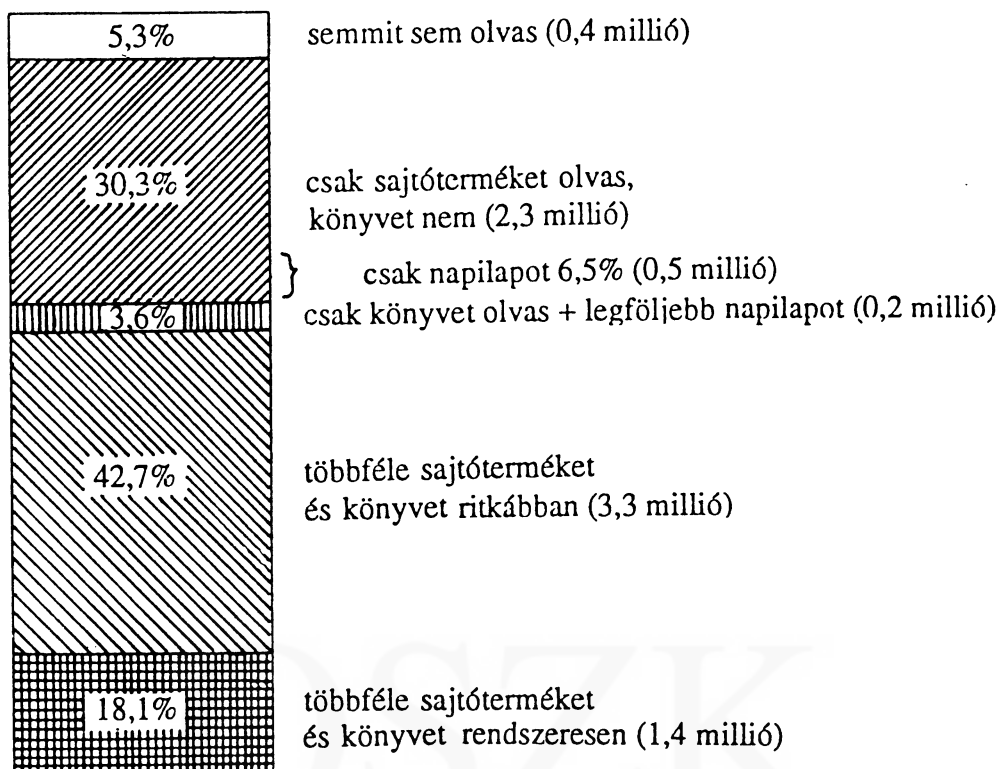 5,3% semmit sem olvas (0,4 millió)
30,3% csak sajtóterméket olvas,
könyvet nem (2,3 millió)
} csak napilapot 6,5% (0,5 millió)
3,6% csak könyvet olvas + legföljebb napilapot (0,2 millió)
42,7% többféle sajtóterméket
és könyvet ritkábban (3,3 millió)
18,1% többféle sajtóterméket
és könyvet rendszeresen (1,4 millió)
OSZK